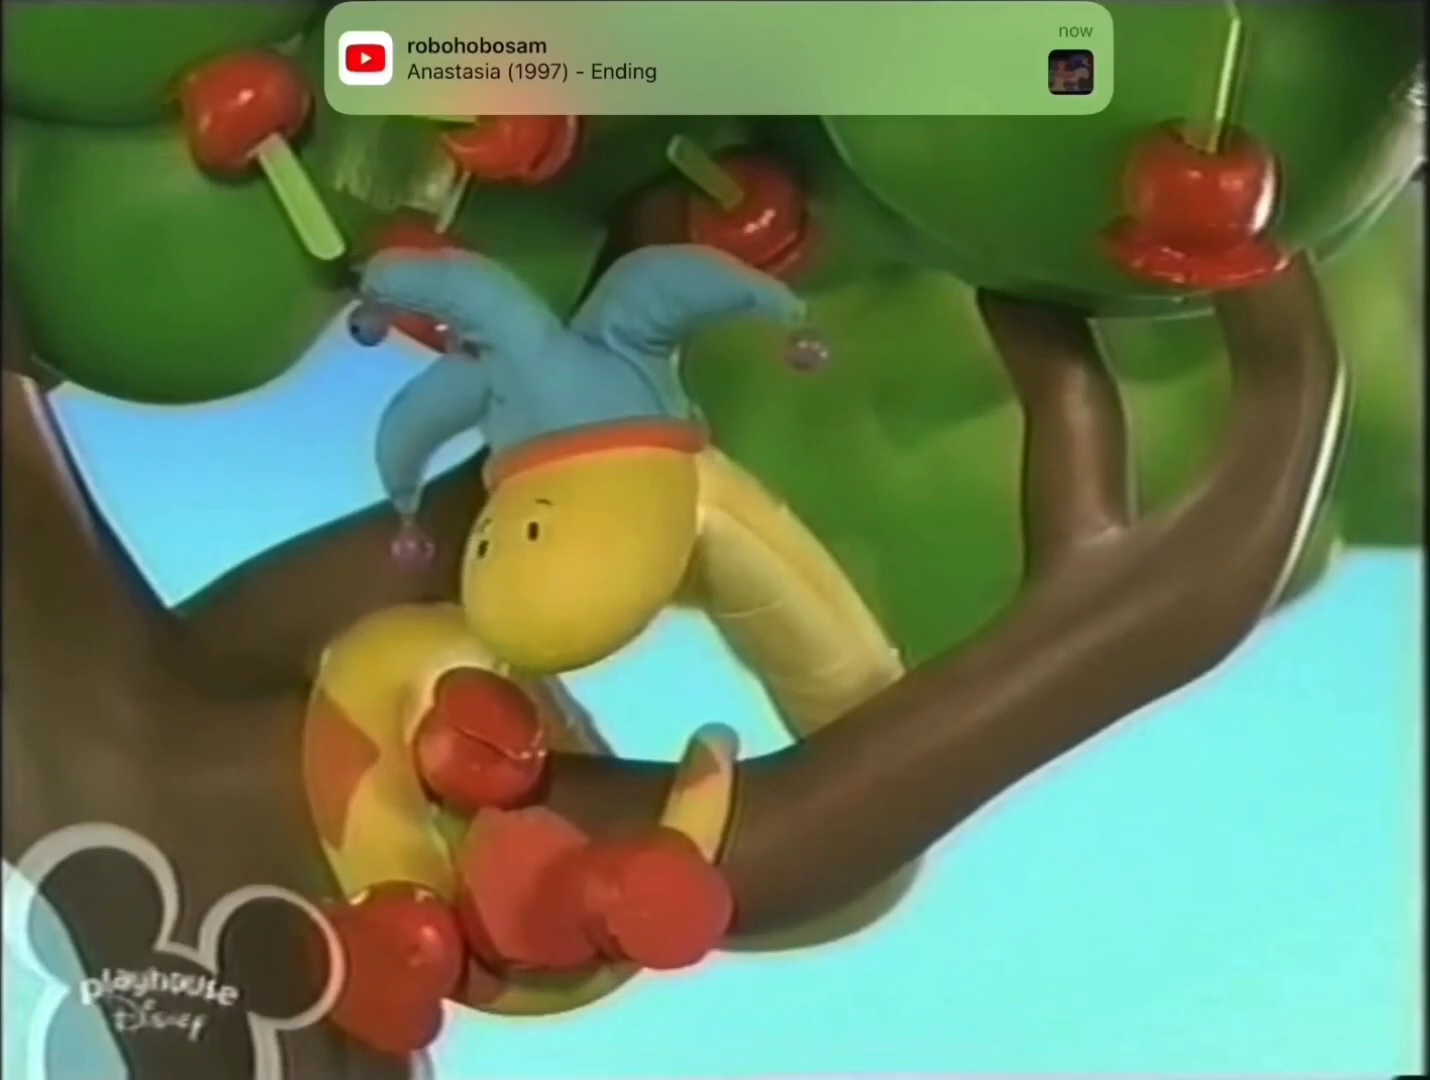 robohobosam
now
Anastasia (1997) - Ending
playhouse
Disney